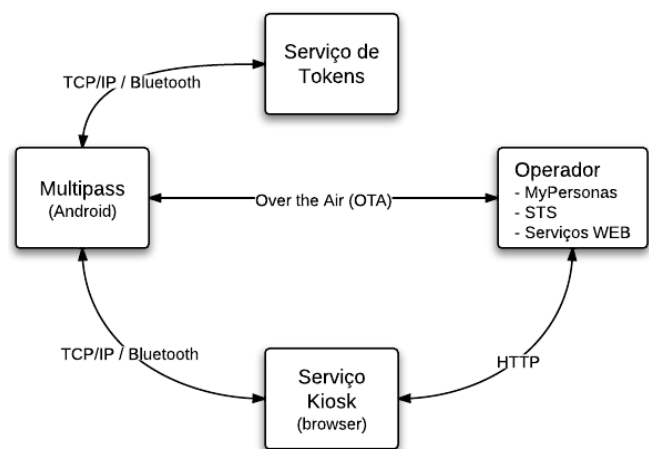 Serviço de
Tokens
TCP/IP / Bluetooth
Multipass
(Android)
Over the Air (OTA)
Operador
- MyPersonas
- STS
- Serviços WEB
TCP/IP / Bluetooth
HTTP
Serviço
Kiosk
(browser)